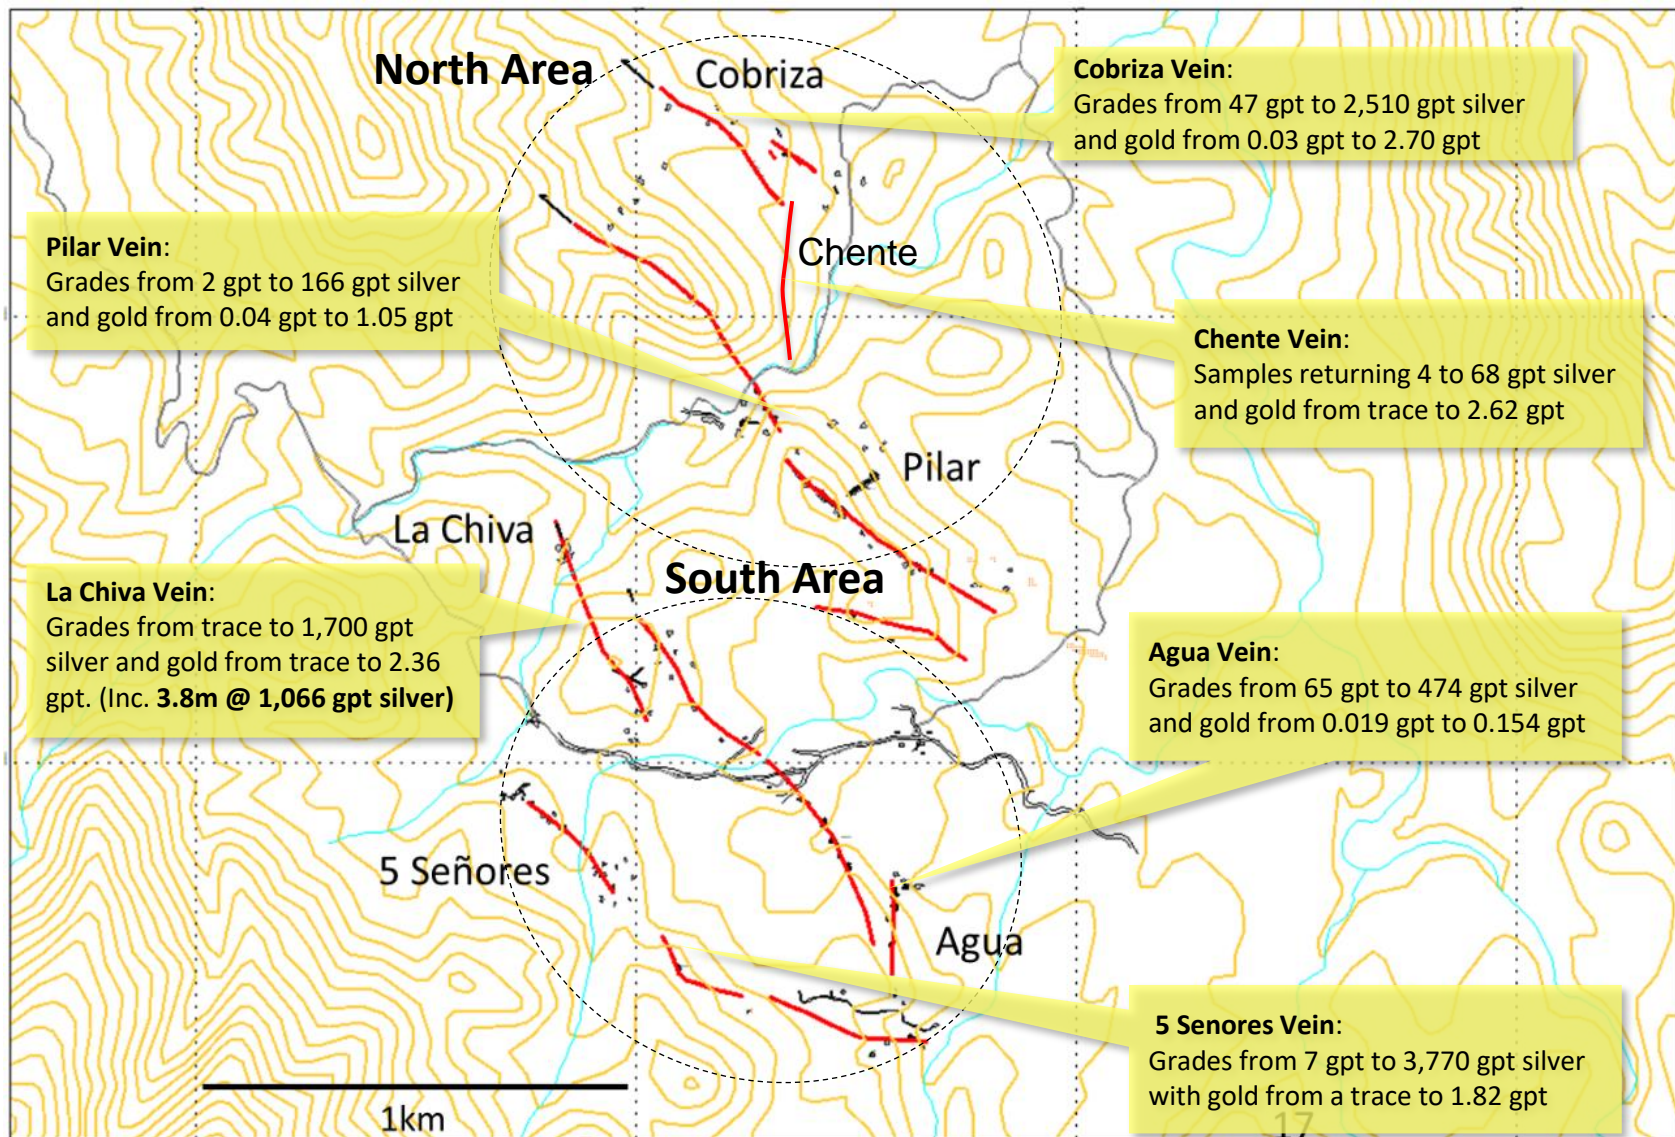 North Area
Cobriza
Cobriza Vein:
Grades from 47 gpt to 2,510 gpt silver
and gold from 0.03 gpt to 2.70 gpt
Pilar Vein:
Grades from 2 gpt to 166 gpt silver
and gold from 0.04 gpt to 1.05 gpt
Chente
Chente Vein:
Samples returning 4 to 68 gpt silver
and gold from trace to 2.62 gpt
Pilar
La Chiva
South Area
La Chiva Vein:
Grades from trace to 1,700 gpt
silver and gold from trace to 2.36
gpt. (Inc. 3.8m @ 1,066 gpt silver)
Agua Vein:
Grades from 65 gpt to 474 gpt silver
and gold from 0.019 gpt to 0.154 gpt
5 Señores
Agua
5 Senores Vein:
Grades from 7 gpt to 3,770 gpt silver
with gold from a trace to 1.82 gpt
1km
17